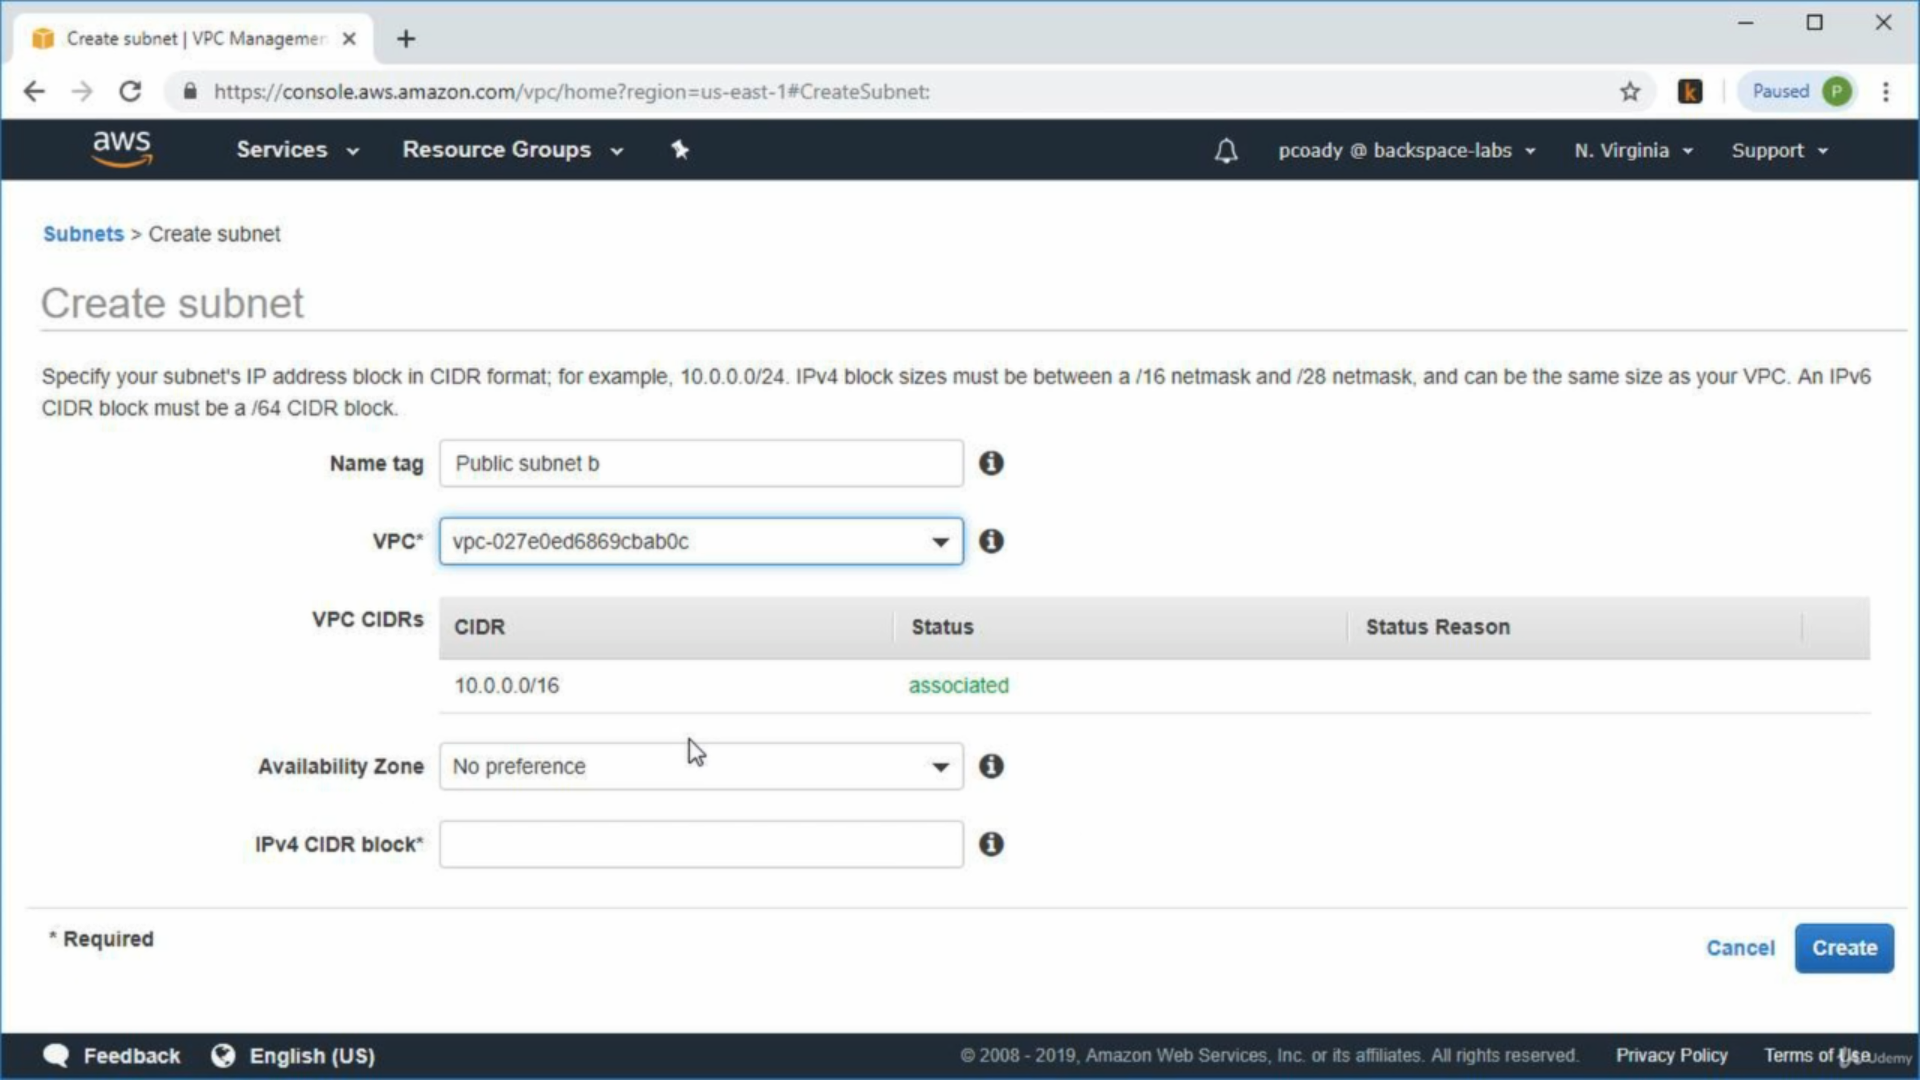 Create subnet | VPC Managemen
https://console.aws.amazon.com/vpc/home?region=us-east-1#CreateSubnet:
k
Paused P
aws Services Resource Groups pcoady @ backspace-labs N. Virginia Support
Subnets > Create subnet
Create subnet
Specify your subnet's IP address block in CIDR format; for example, 10.0.0.0/24. IPv4 block sizes must be between a /16 netmask and /28 netmask, and can be the same size as your VPC. An IPv6
CIDR block must be a /64 CIDR block.
Name tag Public subnet b
VPC* vpc-027e0ed6869cbab0c
VPC CIDRs CIDR Status Status Reason
10.0.0.0/16 associated
Availability Zone No preference
IPv4 CIDR block*
* Required
Cancel Create
Feedback English (US) © 2008 - 2019, Amazon Web Services, Inc. or its affiliates. All rights reserved. Privacy Policy Terms of Use
Udemy